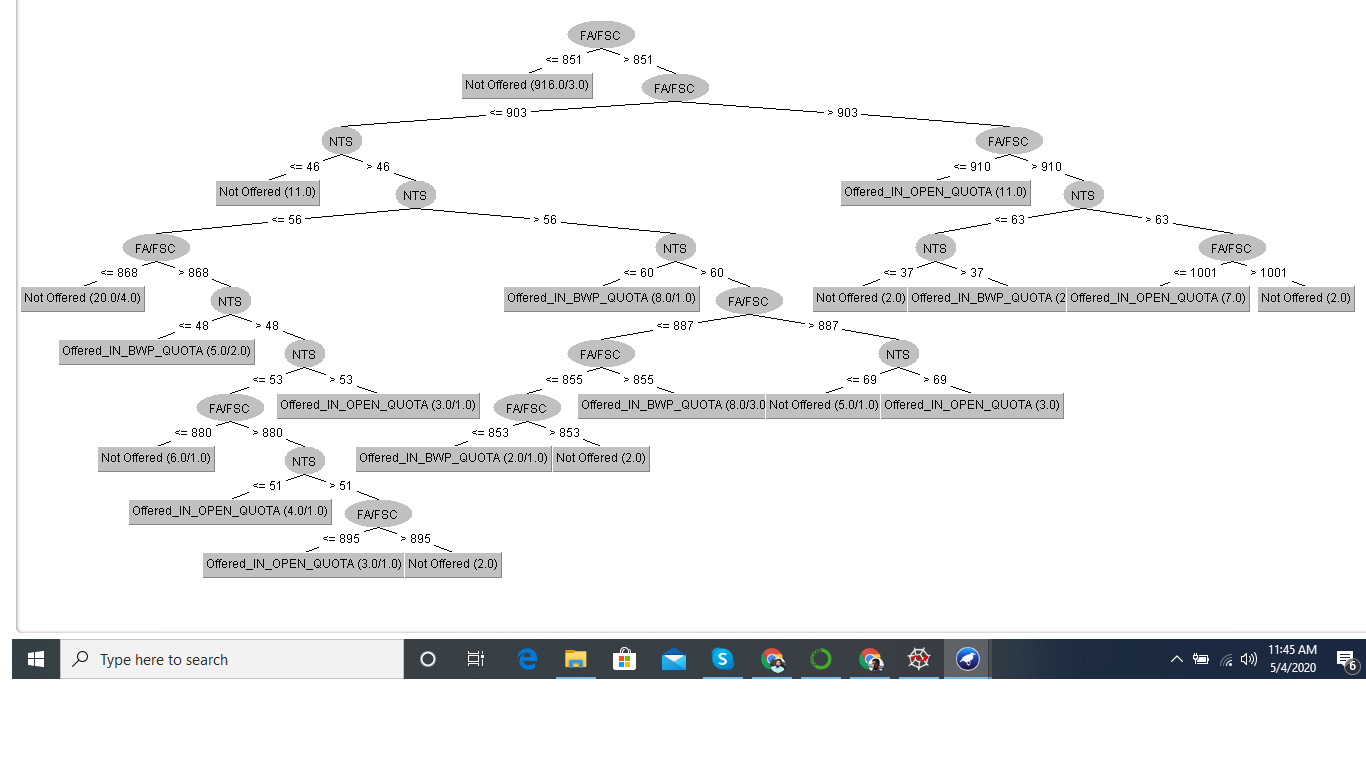 FA/FSC
<= 851 > 851
Not Offered (916.0/3.0) FA/FSC
<= 903 > 903
NTS FA/FSC
<= 46 > 46 <= 910 > 910
Not Offered (11.0) NTS Offered_IN_OPEN_QUOTA (11.0) NTS
<= 56 > 56 <= 63 > 63
FA/FSC NTS NTS FA/FSC
<= 868 > 868 <= 60 > 60 <= 37 > 37 <= 1001 > 1001
Not Offered (20.0/4.0) NTS Offered_IN_BWP_QUOTA (8.0/1.0) FA/FSC Not Offered (2.0) Offered_IN_BWP_QUOTA (2 Offered_IN_OPEN_QUOTA (7.0) Not Offered (2.0)
<= 48 > 48 <= 887 > 887
Offered_IN_BWP_QUOTA (5.0/2.0) NTS FA/FSC NTS
<= 53 > 53 <= 855 > 855 <= 69 > 69
FA/FSC Offered_IN_OPEN_QUOTA (3.0/1.0) FA/FSC Offered_IN_BWP_QUOTA (8.0/3.0 Not Offered (5.0/1.0) Offered_IN_OPEN_QUOTA (3.0)
<= 880 > 880 <= 853 > 853
Not Offered (6.0/1.0) NTS Offered_IN_BWP_QUOTA (2.0/1.0) Not Offered (2.0)
<= 51 > 51
Offered_IN_OPEN_QUOTA (4.0/1.0) FA/FSC
<= 895 > 895
Offered_IN_OPEN_QUOTA (3.0/1.0) Not Offered (2.0)
Type here to search
11:45 AM
5/4/2020
6